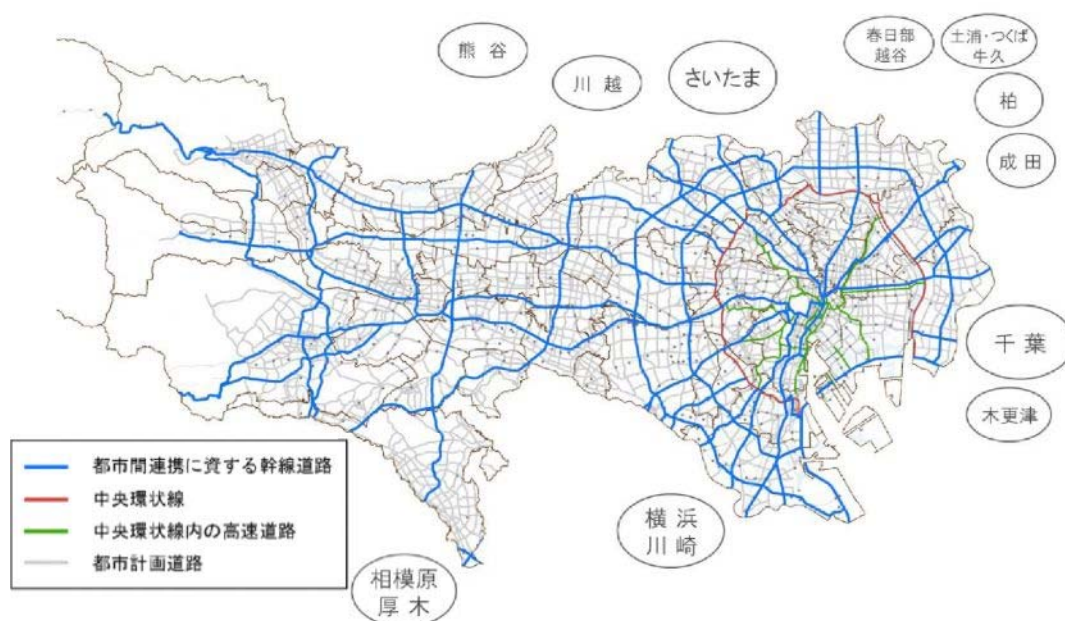 熊谷
川越
さいたま
春日部
越谷
土浦・つくば
牛久
柏
成田
千葉
木更津
横浜
川崎
相模原
厚木
都市間連携に資する幹線道路
中央環状線
中央環状線内の高速道路
都市計画道路